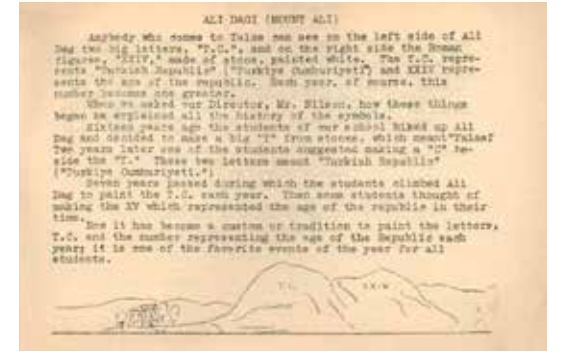 ALI DAGI (MOUNT ALI)
Anybody who comes to Talas can see on the left side of Ali
Dag two big letters, "T.C.", and on the right side the Roman
figures, "XXIV," made of stone, painted white. The T.C. repre-
sents "Turkish Republic" ("Turkiye Cumhuriyeti") and XXIV repre-
sents the age of the republic. Each year, of course, this
number becomes one greater.
When we asked our Director, Mr. Nilson, how these things
began he explained all the history of the symbols.
Sixteen years ago the students of our school hiked up Ali
Dag and decided to make a big "T" from stones, which meant "Talas"
Two years later one of the students suggested making a "C" be-
side the "T." These two letters meant "Turkish Republic"
("Turkiye Cumhuriyeti.")
Seven years passed during which the students climbed Ali
Dag to paint the T.C. each year. Then some students thought of
making the XV which represented the age of the republic in their
time.
Now it has become a custom or tradition to paint the letters,
T.C. and the number representing the age of the Republic each
year; it is one of the favorite events of the year for all
students.
T.C. XXIV